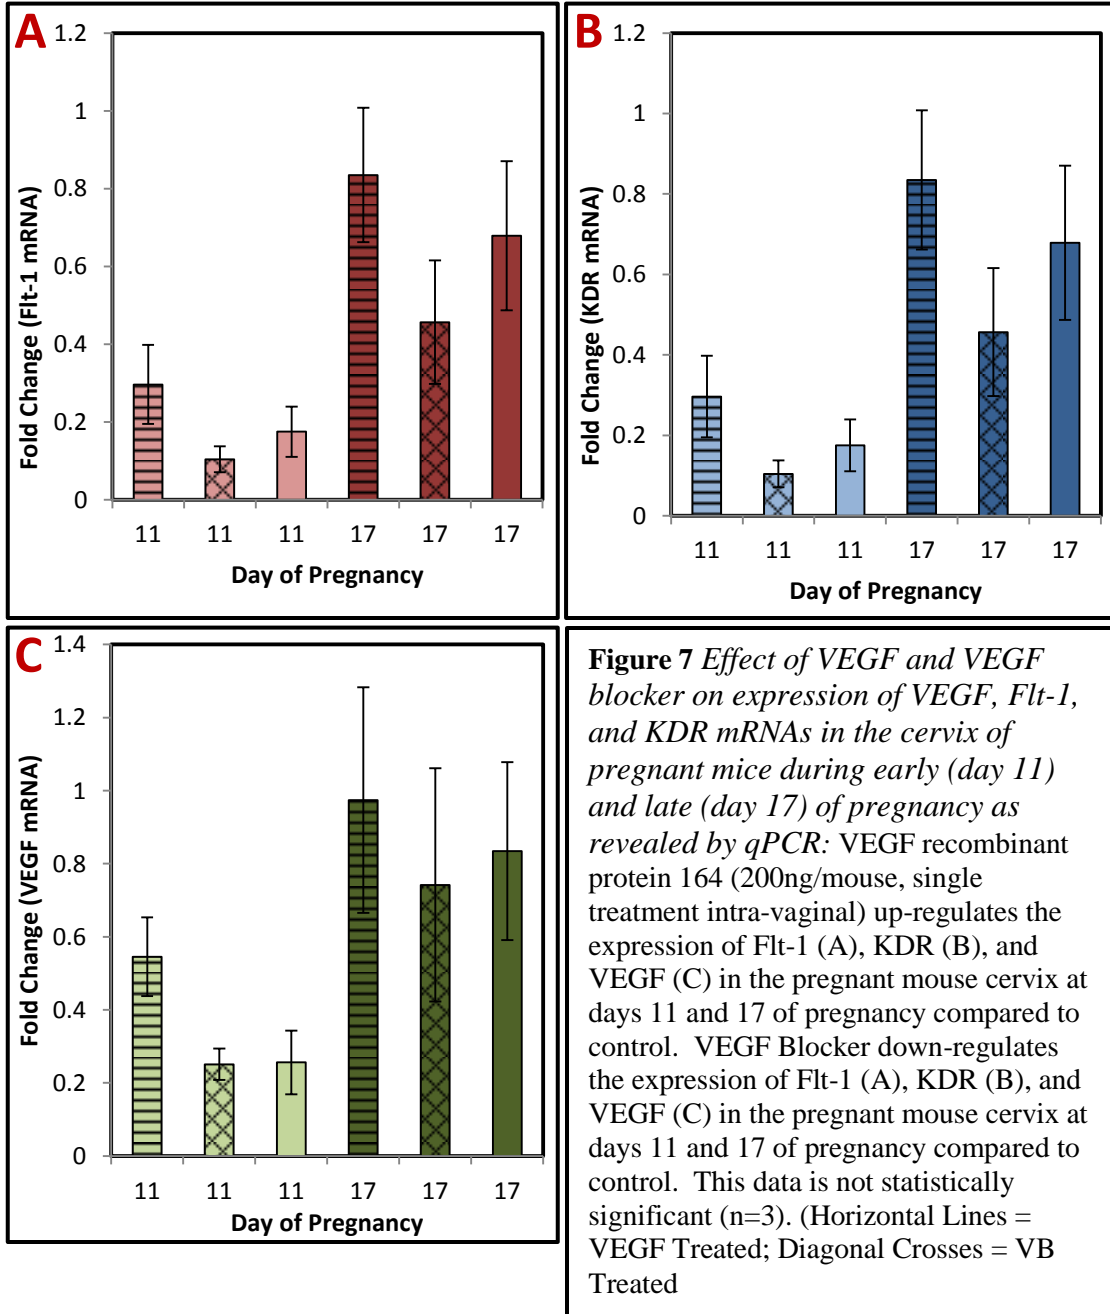 A
1.2
1
0.8
0.6
0.4
0.2
0
Fold Change (Flt-1 mRNA)
11 11 11 17 17 17
Day of Pregnancy
B
1.2
1
0.8
0.6
0.4
0.2
0
Fold Change (KDR mRNA)
11 11 11 17 17 17
Day of Pregnancy
C
1.4
1.2
1
0.8
0.6
0.4
0.2
0
Fold Change (VEGF mRNA)
11 11 11 17 17 17
Day of Pregnancy
Figure 7 Effect of VEGF and VEGF
blocker on expression of VEGF, Flt-1,
and KDR mRNAs in the cervix of
pregnant mice during early (day 11)
and late (day 17) of pregnancy as
revealed by qPCR: VEGF recombinant
protein 164 (200ng/mouse, single
treatment intra-vaginal) up-regulates the
expression of Flt-1 (A), KDR (B), and
VEGF (C) in the pregnant mouse cervix at
days 11 and 17 of pregnancy compared to
control. VEGF Blocker down-regulates
the expression of Flt-1 (A), KDR (B), and
VEGF (C) in the pregnant mouse cervix at
days 11 and 17 of pregnancy compared to
control. This data is not statistically
significant (n=3). (Horizontal Lines =
VEGF Treated; Diagonal Crosses = VB
Treated